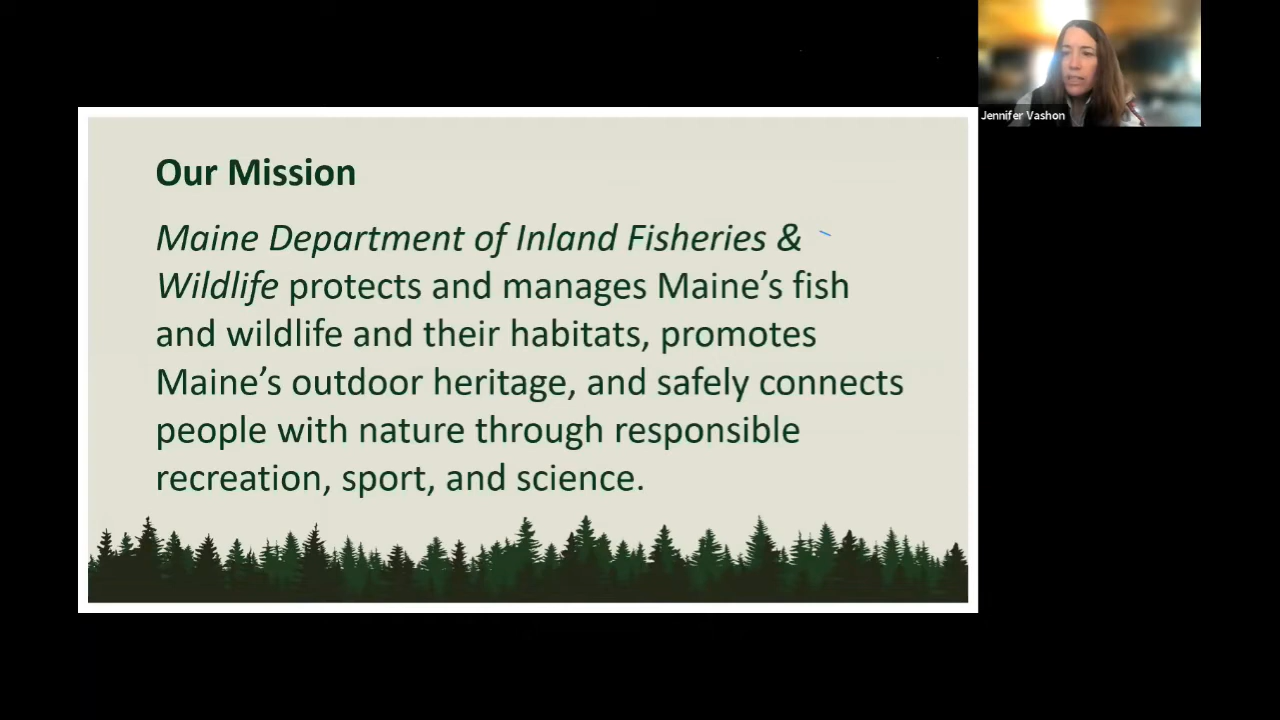 Our Mission
Maine Department of Inland Fisheries &
Wildlife protects and manages Maine’s fish
and wildlife and their habitats, promotes
Maine’s outdoor heritage, and safely connects
people with nature through responsible
recreation, sport, and science.
Jennifer Vashon